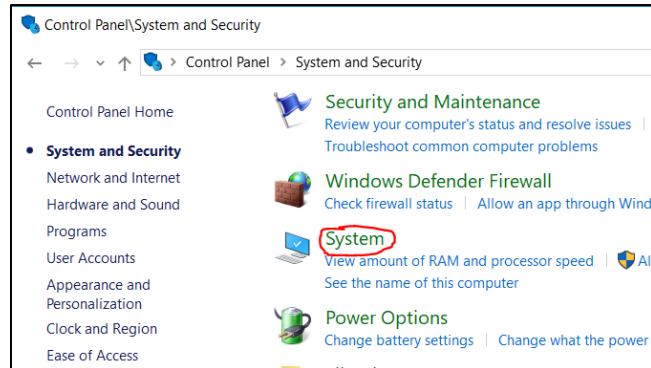 Control Panel\System and Security
Control Panel > System and Security
Control Panel Home
System and Security
Network and Internet
Hardware and Sound
Programs
User Accounts
Appearance and
Personalization
Clock and Region
Ease of Access
Security and Maintenance
Review your computer's status and resolve issues
Troubleshoot common computer problems
Windows Defender Firewall
Check firewall status | Allow an app through Wind
System
View amount of RAM and processor speed | Al
See the name of this computer
Power Options
Change battery settings | Change what the power